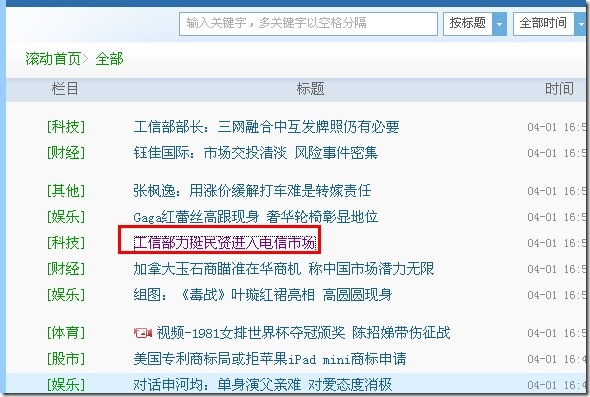 输入关键字，多关键字以空格分隔 按标题 全部时间
滚动首页> 全部
栏目 标题 时间
[科技] 工信部部长：三网融合中互发牌照仍有必要 04-01 16:5
[财经] 钰佳国际：市场交投清淡 风险事件密集 04-01 16:5
[其他] 张枫逸：用涨价缓解打车难是转嫁责任 04-01 16:5
[娱乐] Gaga红蕾丝高跟现身 奢华轮椅彰显地位 04-01 16:5
[科技] 工信部力挺民资进入电信市场 04-01 16:5
[财经] 加拿大玉石商瞄准在华商机 称中国市场潜力无限 04-01 16:5
[娱乐] 组图：《毒战》叶璇红裙亮相 高圆圆现身 04-01 16:5
[体育] 视频-1981女排世界杯夺冠颁奖 陈招娣带伤征战 04-01 16:5
[股市] 美国专利商标局或拒苹果iPad mini商标申请 04-01 16:4
[娱乐] 对话申河均：单身演父亲难 对爱态度消极 04-01 16:4